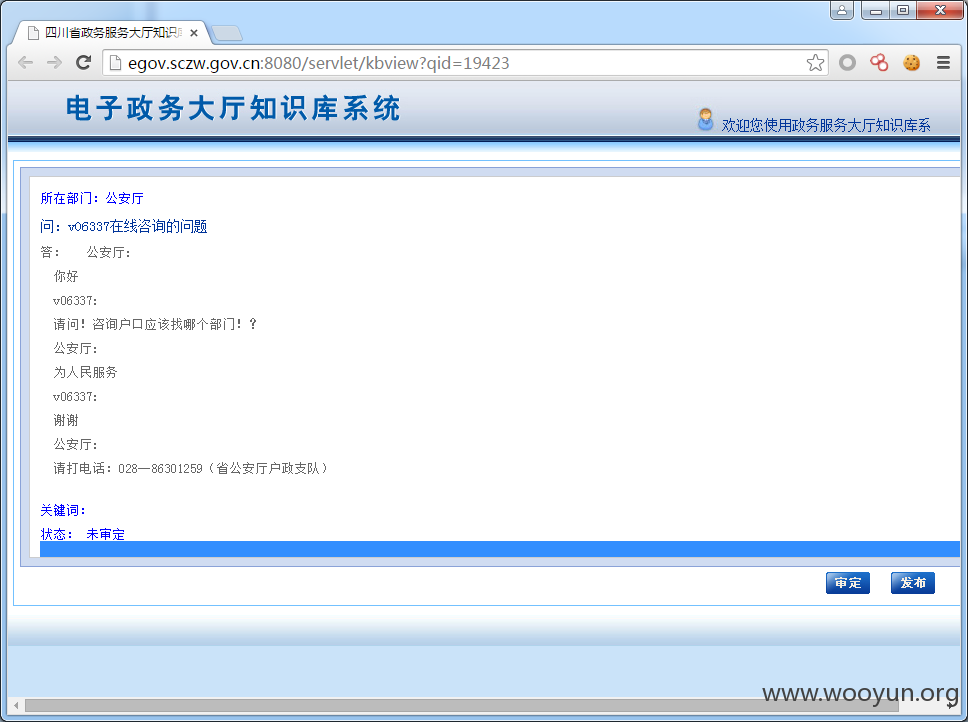 四川省政务服务大厅知识
egov.sczw.gov.cn:8080/servlet/kbview?qid=19423
电子政务大厅知识库系统
欢迎您使用政务服务大厅知识库系
所在部门：公安厅
问：v06337在线咨询的问题
答： 公安厅：
你好
v06337:
请问！咨询户口应该找哪个部门！？
公安厅：
为人民服务
v06337:
谢谢
公安厅：
请打电话：028—86301259（省公安厅户政支队）
关键词：
状态： 未审定
审定 发布
www.wooyun.org